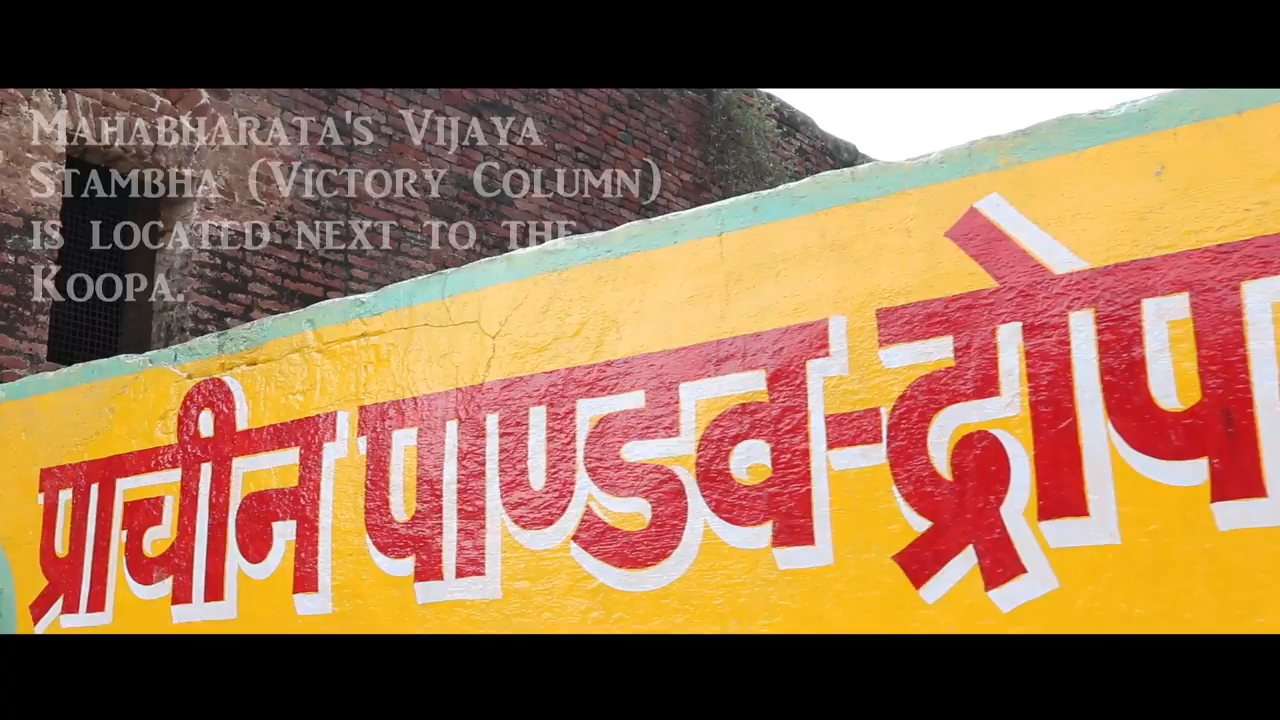 Mahabharata's Vijaya
Stambha (Victory Column)
is located next to the
Koopa.
प्राचीन पाण्डव-द्रोप